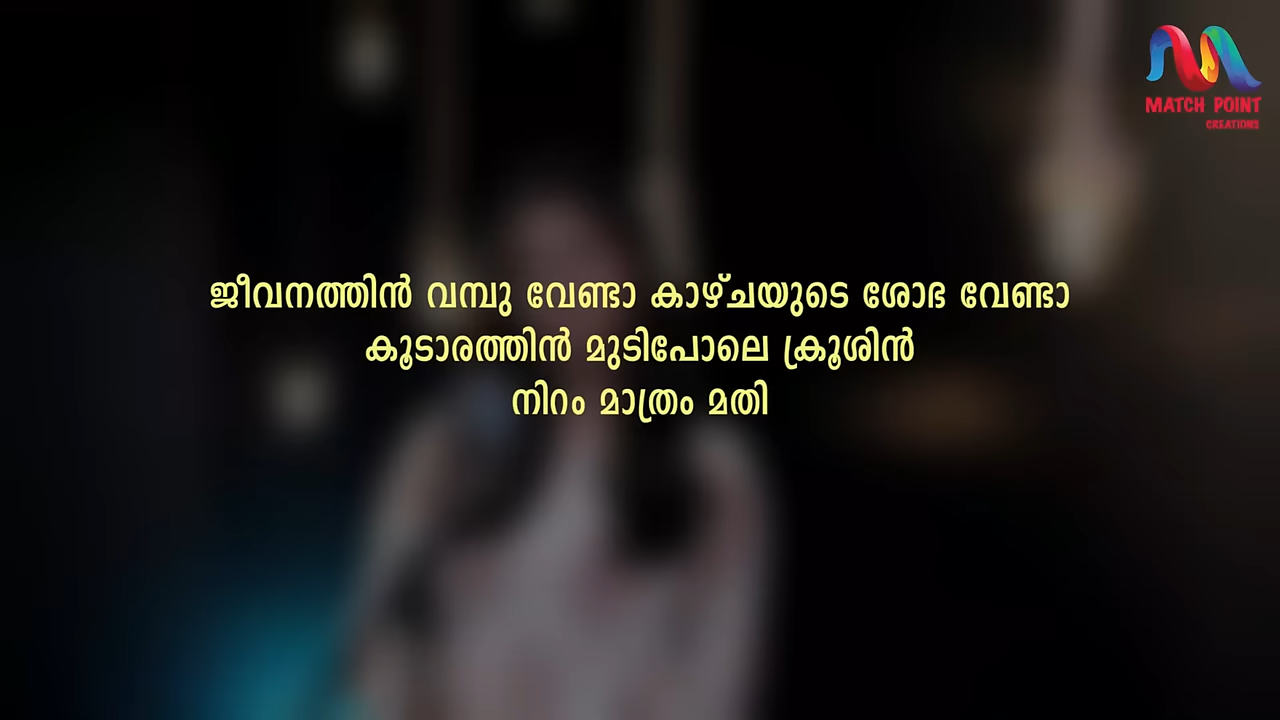 MATCH POINT
CREATIONS
ജീവനത്തിൻ വമ്പു വേണ്ടാ കാഴ്ചയുടെ ശോഭ വേണ്ടാ
കൂടാരത്തിൻ മുടിപോലെ ക്രൂശിൻ
നിറം മാത്രം മതി